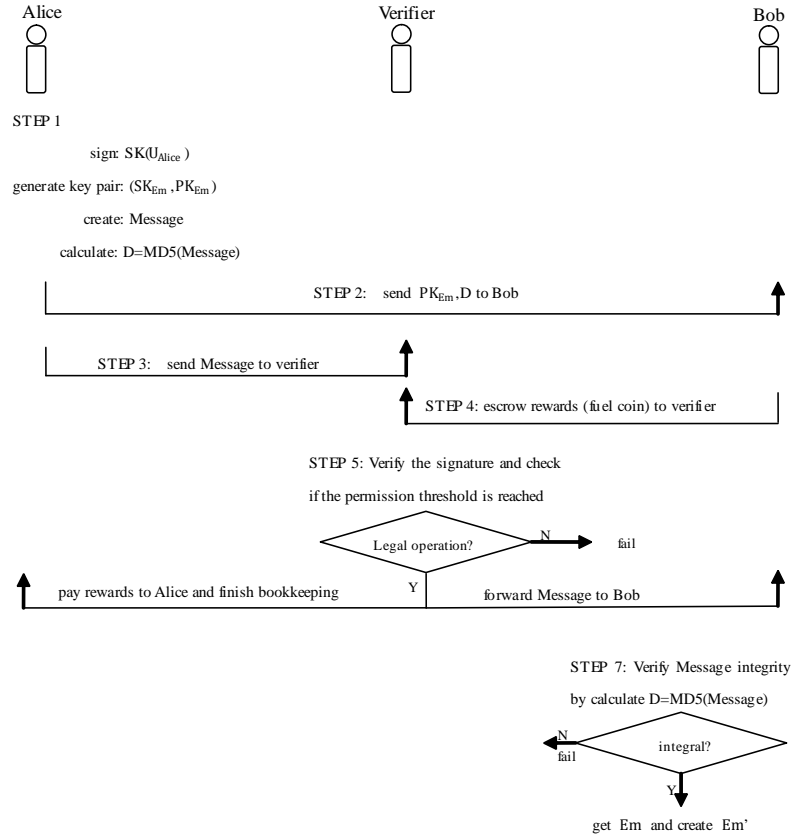 Alice
Verifier
Bob
STEP 1
sign: SK(U_Alice )
generate key pair: (SK_Em ,PK_Em )
create: Message
calculate: D=MD5(Message)
STEP 2: send PK_Em ,D to Bob
STEP 3: send Message to verifier
STEP 4: escrow rewards (fuel coin) to verifier
STEP 5: Verify the signature and check
if the permission threshold is reached
Legal operation?
N
fail
Y
pay rewards to Alice and finish bookkeeping
forward Message to Bob
STEP 7: Verify Message integrity
by calculate D=MD5(Message)
N
integral?
fail
Y
get Em and create Em'